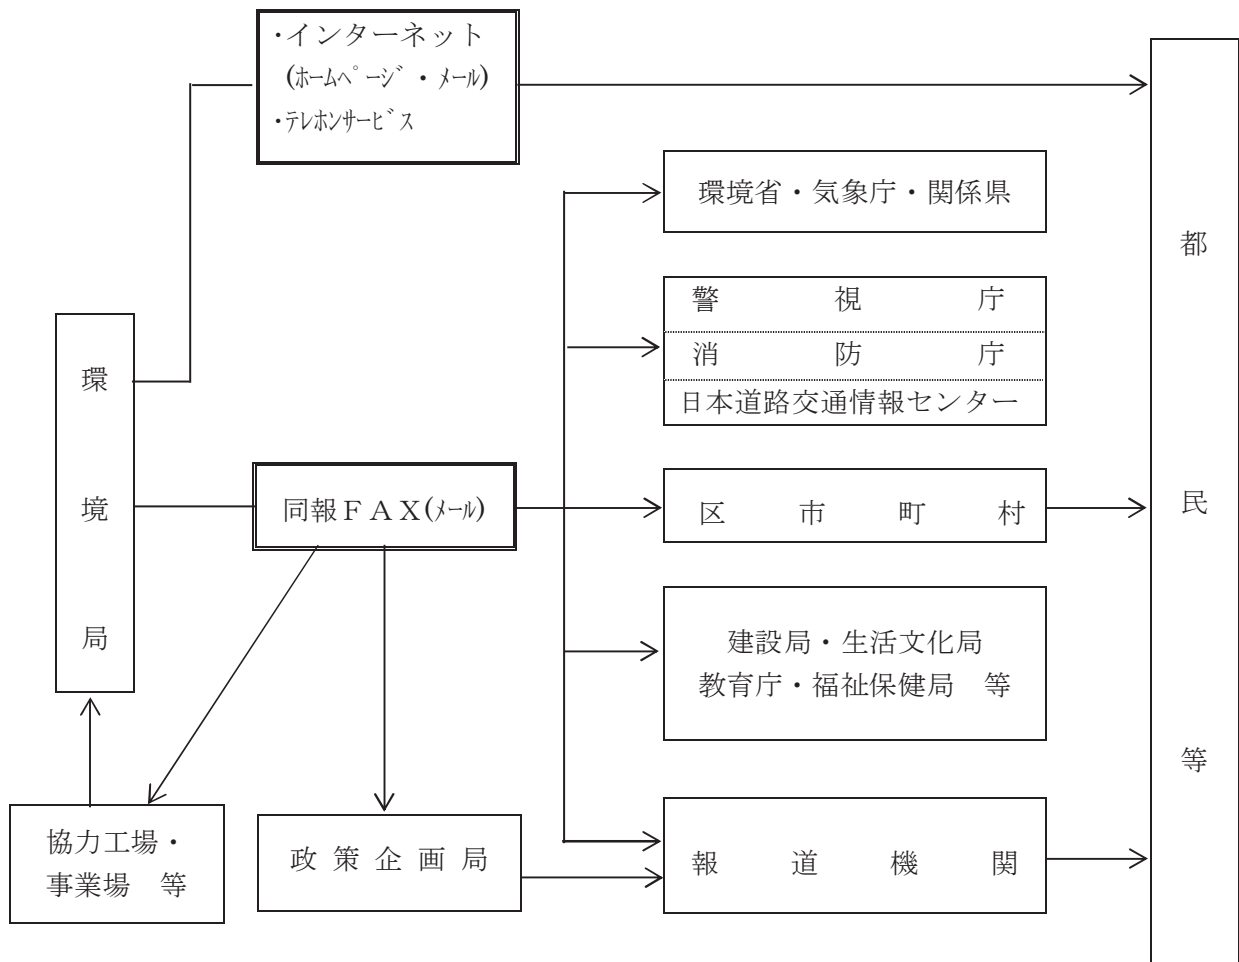 ・インターネット
(ホームページ・メール)
・テレホンサービス
環境省・気象庁・関係県
警視庁
消防庁
日本道路交通情報センター
環境局
同報ＦＡＸ(メール)
区市町村
建設局・生活文化局
教育庁・福祉保健局　等
協力工場・
事業場　等
政策企画局
報道機関
都民等